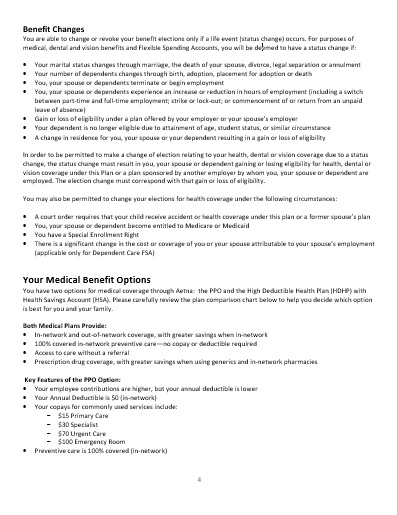 Benefit Changes
You are able to change or revoke your benefit elections only if a life event (status change) occurs. For purposes of
medical, dental and vision benefits and Flexible Spending Accounts, you will be deemed to have a status change if:
• Your marital status changes through marriage, the death of your spouse, divorce, legal separation or annulment
• Your number of dependents changes through birth, adoption, placement for adoption or death
• You, your spouse or dependents terminate or begin employment
• You, your spouse or dependents experience an increase or reduction in hours of employment (including a switch
between part-time and full-time employment; strike or lock-out; or commencement of or return from an unpaid
leave of absence)
• Gain or loss of eligibility under a plan offered by your employer or your spouse's employer
• Your dependent is no longer eligible due to attainment of age, student status, or similar circumstance
• A change in residence for you, your spouse or your dependent resulting in a gain or loss of eligibility
In order to be permitted to make a change of election relating to your health, dental or vision coverage due to a status
change, the status change must result in you, your spouse or dependent gaining or losing eligibility for health, dental or
vision coverage under this Plan or a plan sponsored by another employer by whom you, your spouse or dependent are
employed. The election change must correspond with that gain or loss of eligibility.
You may also be permitted to change your elections for health coverage under the following circumstances:
• A court order requires that your child receive accident or health coverage under this plan or a former spouse's plan
• You, your spouse or dependent become entitled to Medicare or Medicaid
• You have a Special Enrollment Right
• There is a significant change in the cost or coverage of you or your spouse attributable to your spouse's employment
(applicable only for Dependent Care FSA)
Your Medical Benefit Options
You have two options for medical coverage through Aetna: the PPO and the High Deductible Health Plan (HDHP) with
Health Savings Account (HSA). Please carefully review the plan comparison chart below to help you decide which option
is best for you and your family.
Both Medical Plans Provide:
• In-network and out-of-network coverage, with greater savings when in-network
• 100% covered in-network preventive care—no copay or deductible required
• Access to care without a referral
• Prescription drug coverage, with greater savings when using generics and in-network pharmacies
Key Features of the PPO Option:
• Your employee contributions are higher, but your annual deductible is lower
• Your Annual Deductible is $0 (in-network)
• Your copays for commonly used services include:
– $15 Primary Care
– $30 Specialist
– $70 Urgent Care
– $100 Emergency Room
• Preventive care is 100% covered (in-network)
4